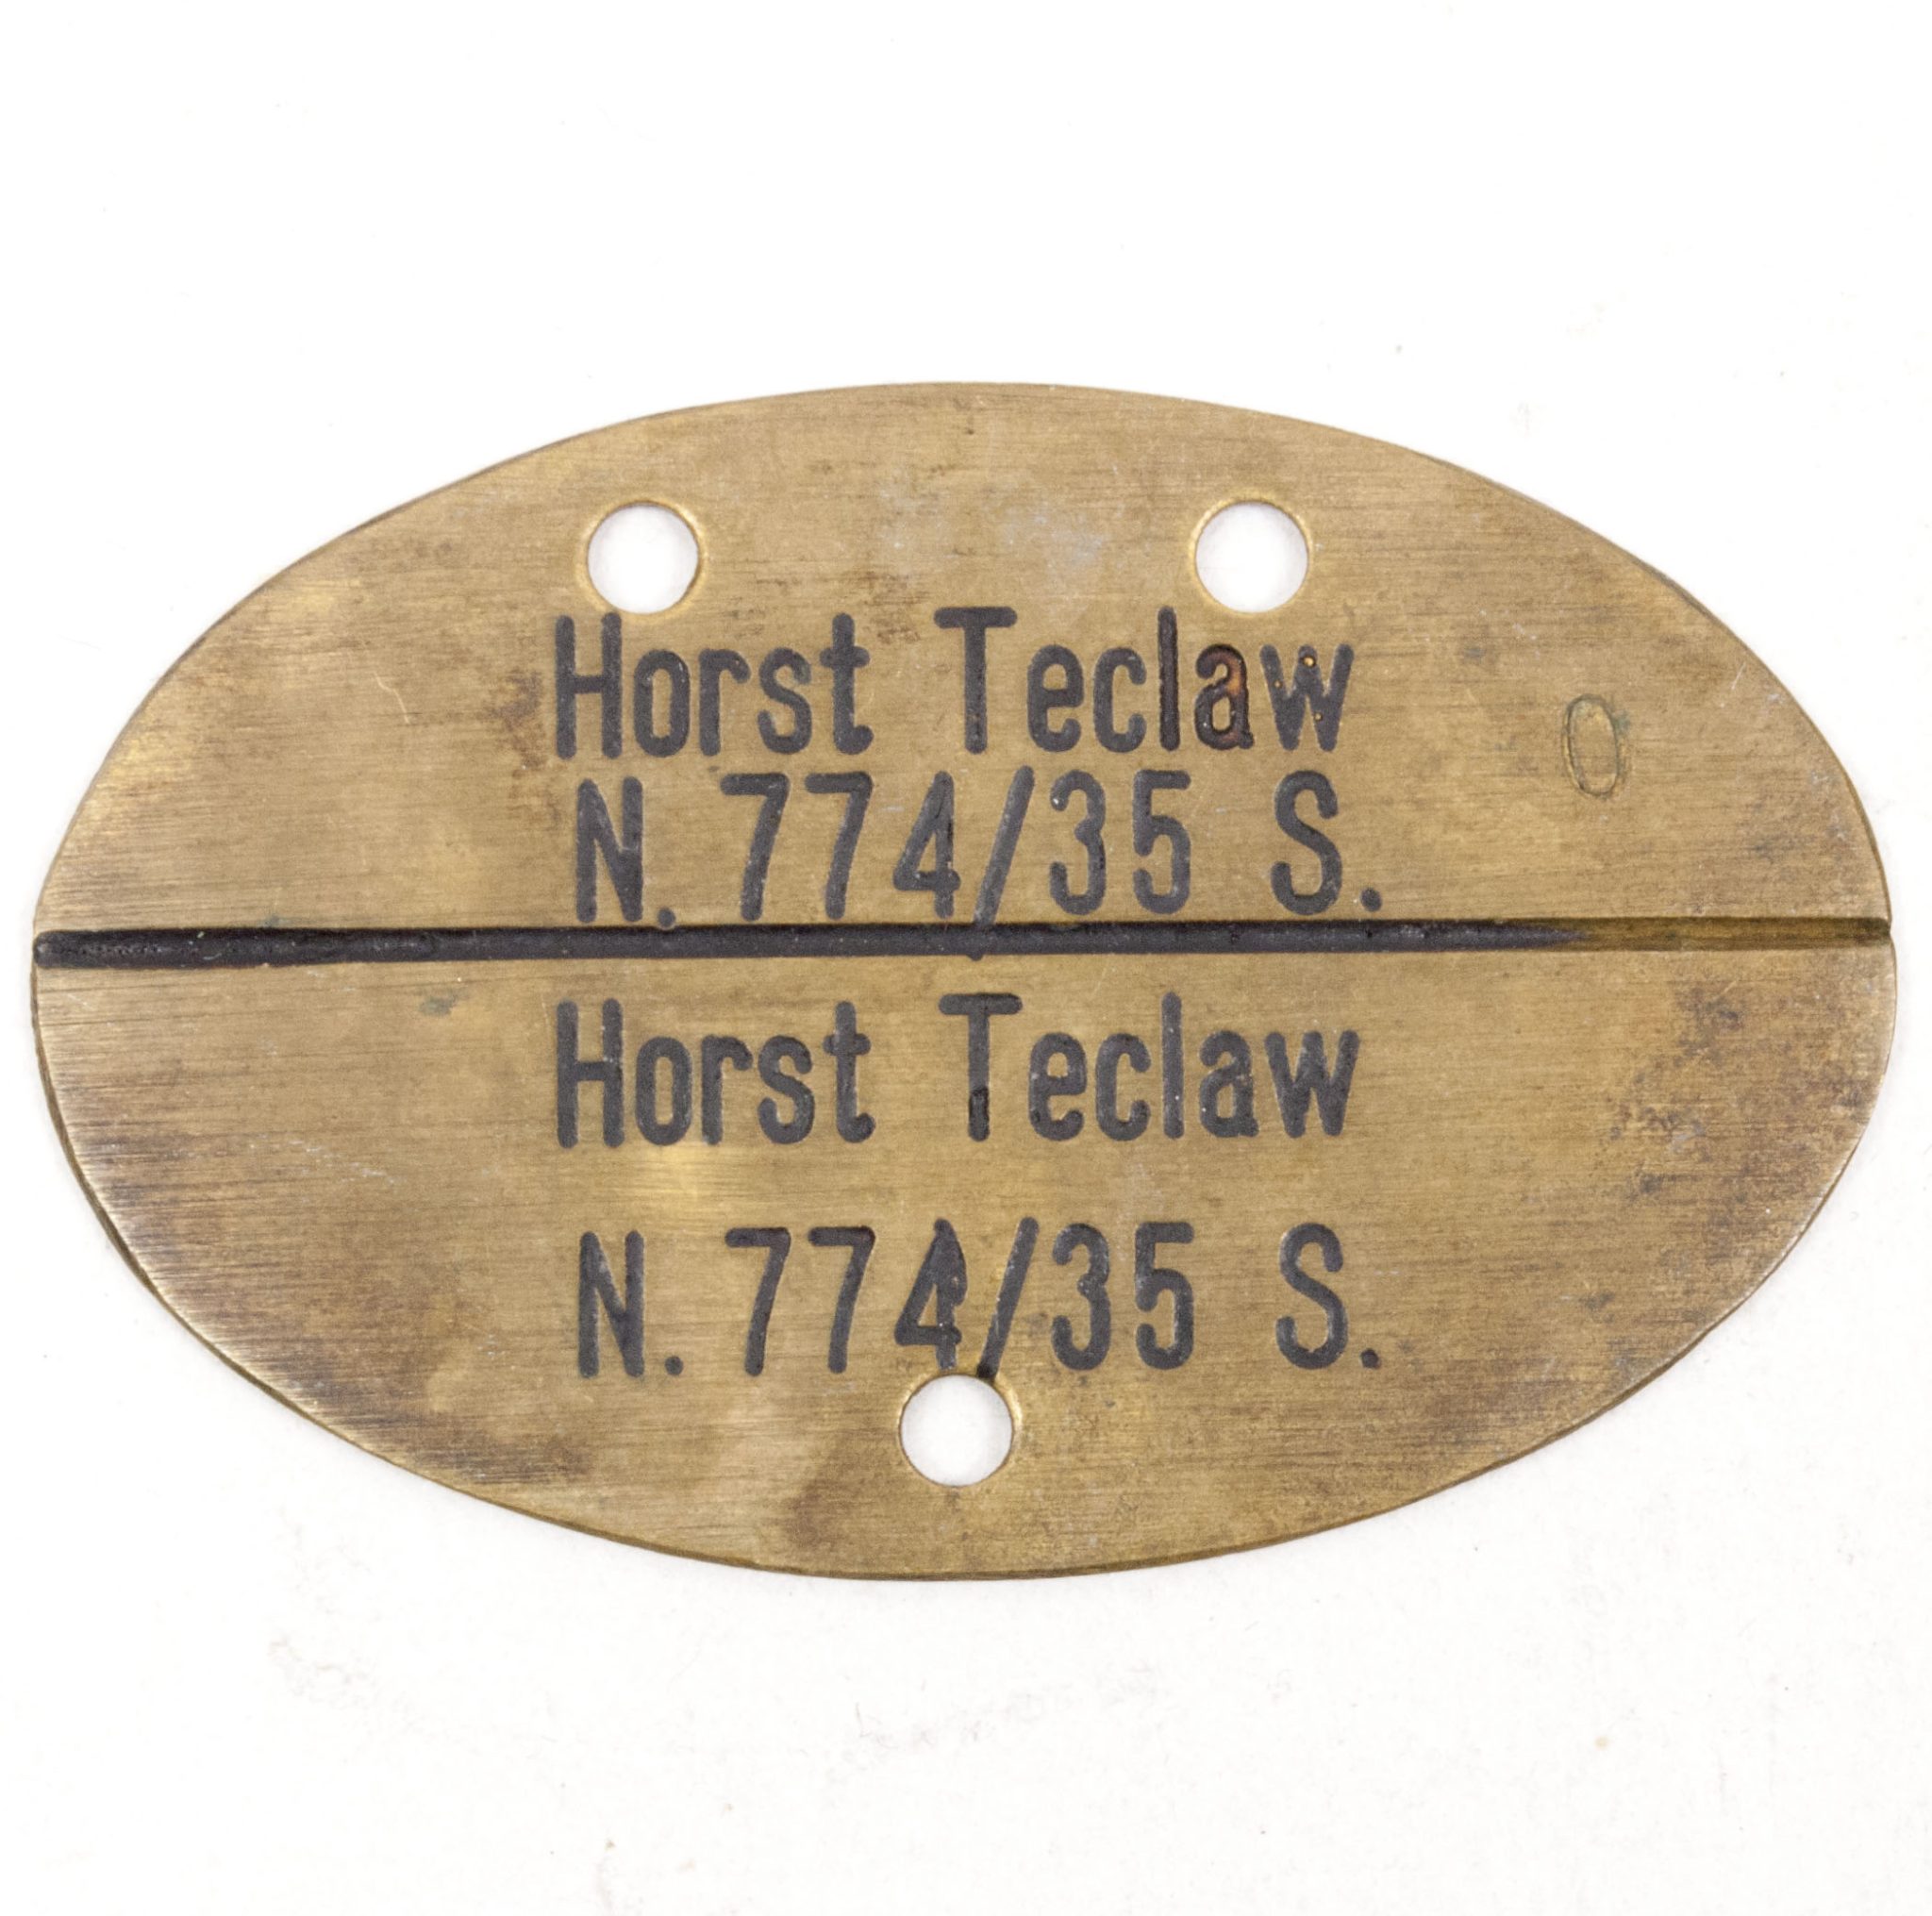 Horst Teclaw
O
N. 774/35 S.
Horst Teclaw
N. 774/35 S.